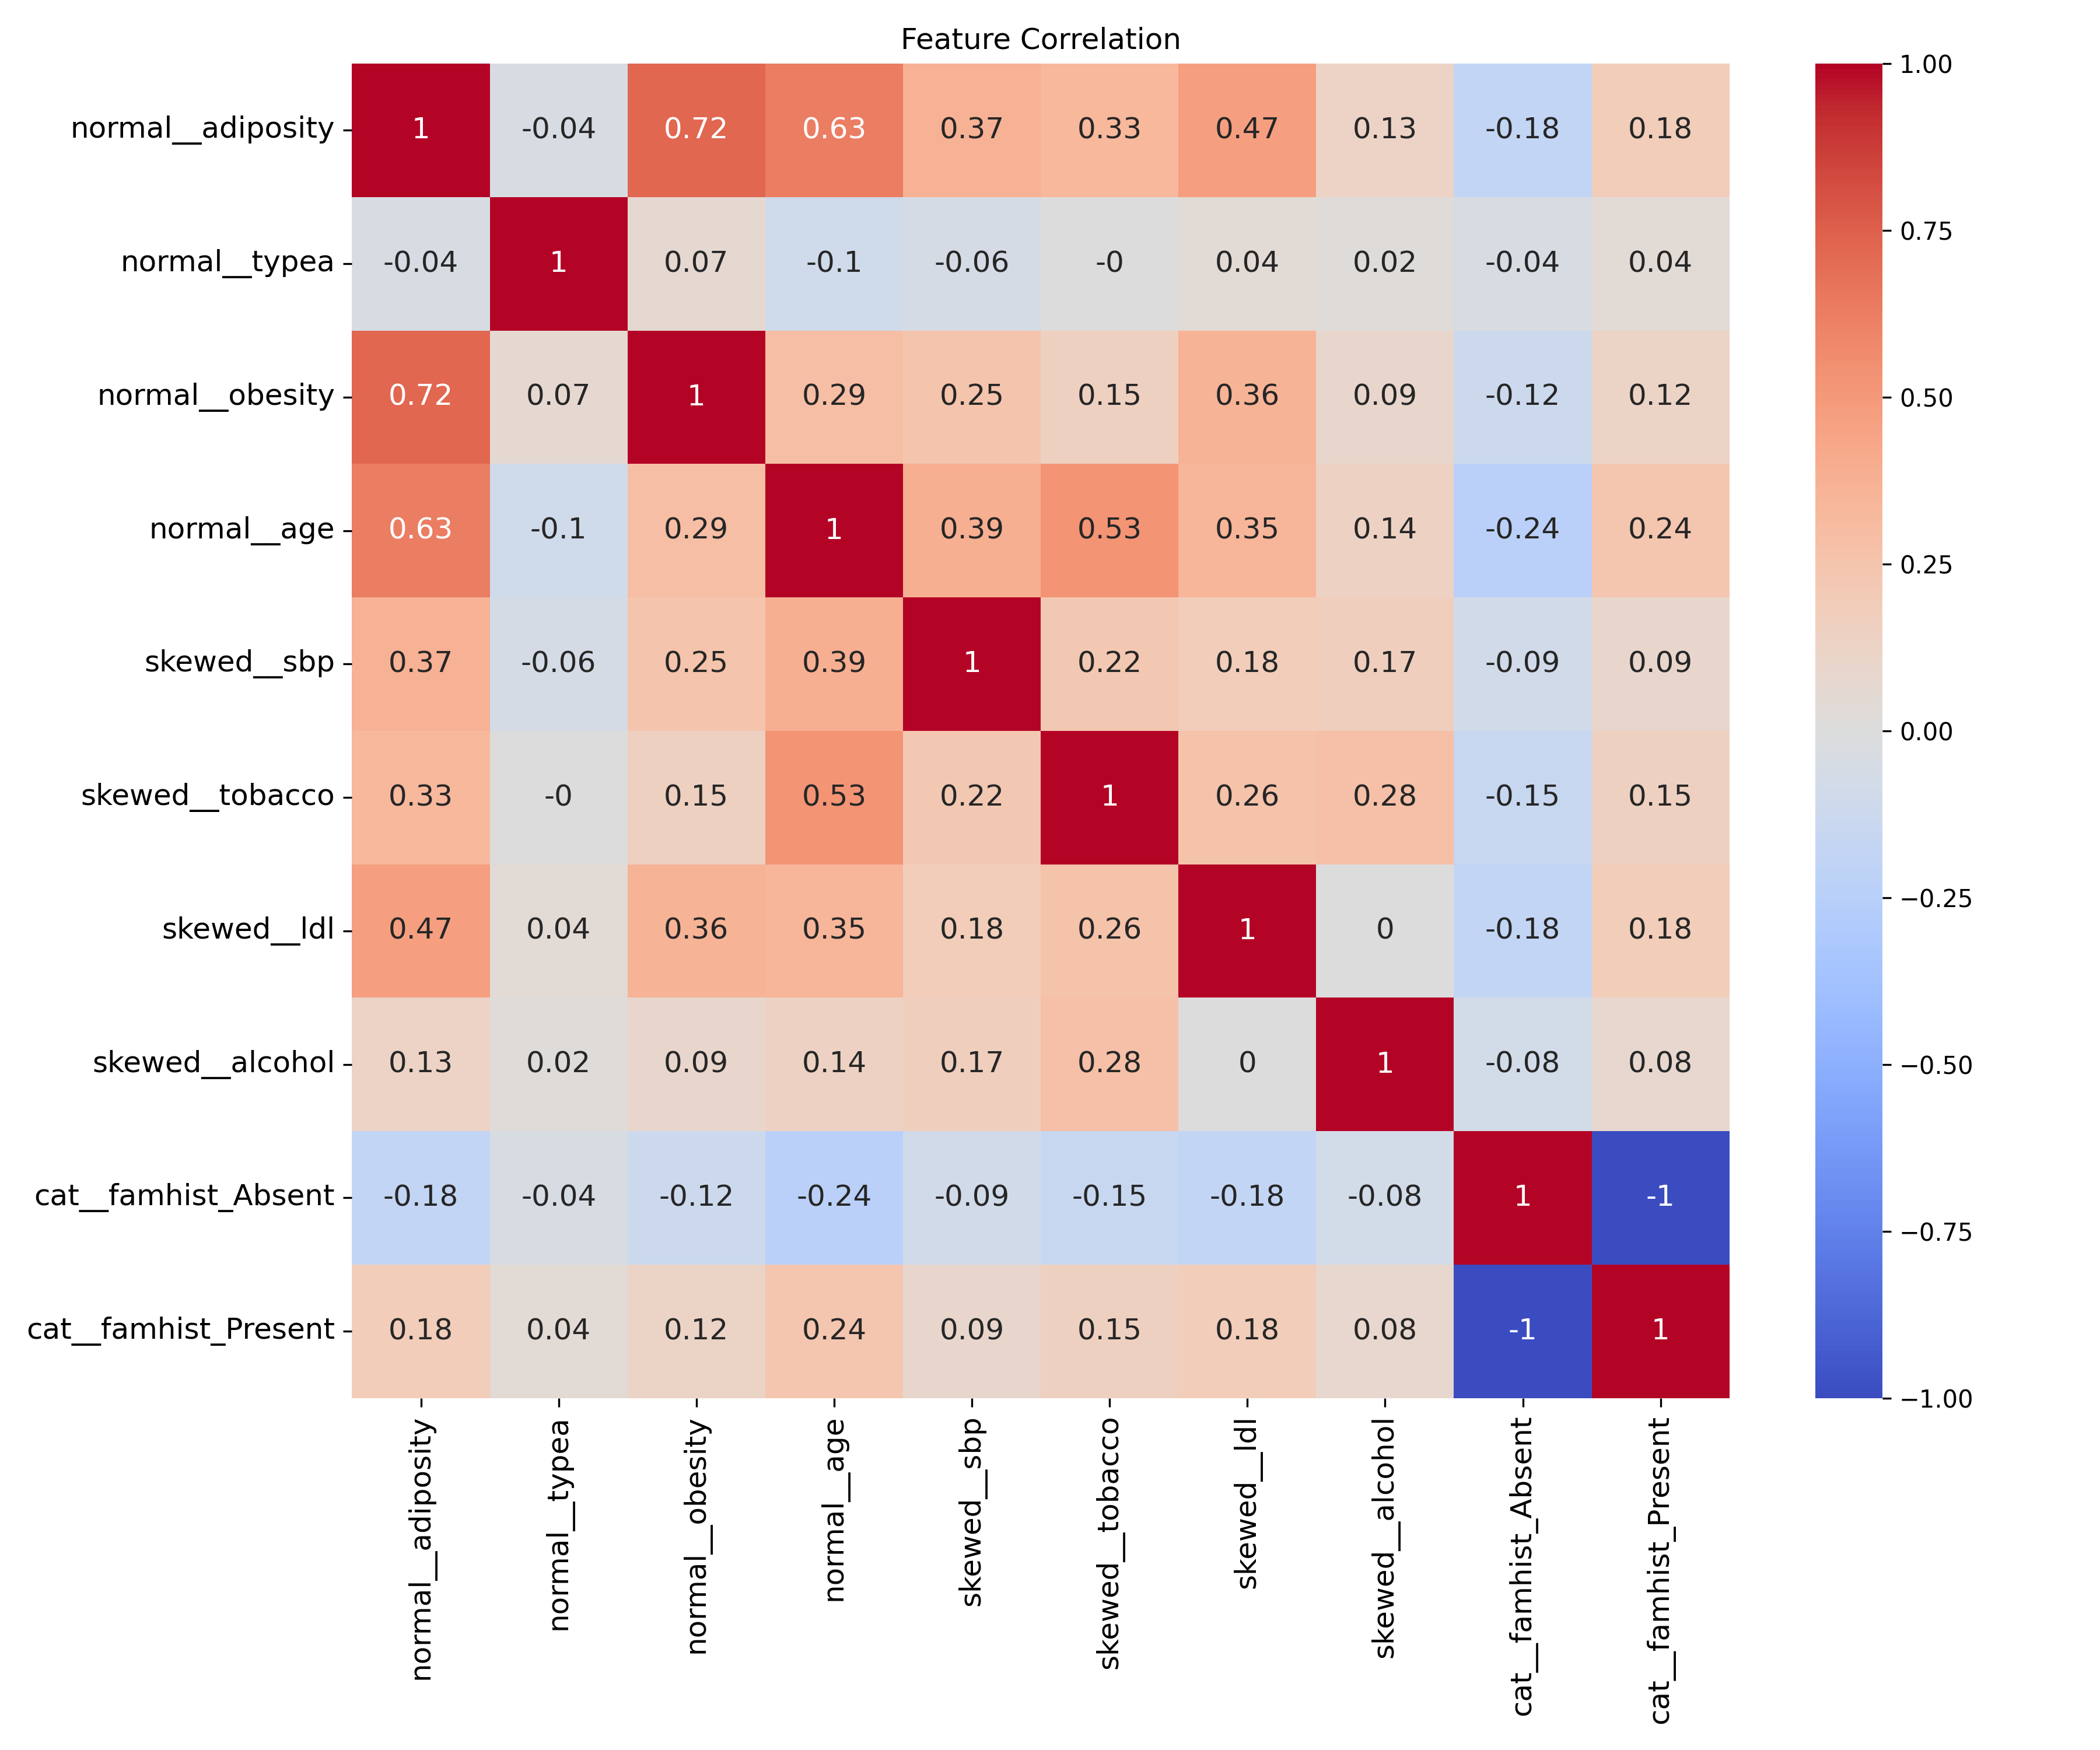 Feature Correlation
normal__adiposity 1 -0.04 0.72 0.63 0.37 0.33 0.47 0.13 -0.18 0.18
normal__typea -0.04 1 0.07 -0.1 -0.06 -0 0.04 0.02 -0.04 0.04
normal__obesity 0.72 0.07 1 0.29 0.25 0.15 0.36 0.09 -0.12 0.12
normal__age 0.63 -0.1 0.29 1 0.39 0.53 0.35 0.14 -0.24 0.24
skewed__sbp 0.37 -0.06 0.25 0.39 1 0.22 0.18 0.17 -0.09 0.09
skewed__tobacco 0.33 -0 0.15 0.53 0.22 1 0.26 0.28 -0.15 0.15
skewed__ldl 0.47 0.04 0.36 0.35 0.18 0.26 1 0 -0.18 0.18
skewed__alcohol 0.13 0.02 0.09 0.14 0.17 0.28 0 1 -0.08 0.08
cat__famhist_Absent -0.18 -0.04 -0.12 -0.24 -0.09 -0.15 -0.18 -0.08 1 -1
cat__famhist_Present 0.18 0.04 0.12 0.24 0.09 0.15 0.18 0.08 -1 1
normal__adiposity
normal__typea
normal__obesity
normal__age
skewed__sbp
skewed__tobacco
skewed__ldl
skewed__alcohol
cat__famhist_Absent
cat__famhist_Present
1.00
0.75
0.50
0.25
0.00
−0.25
−0.50
−0.75
−1.00